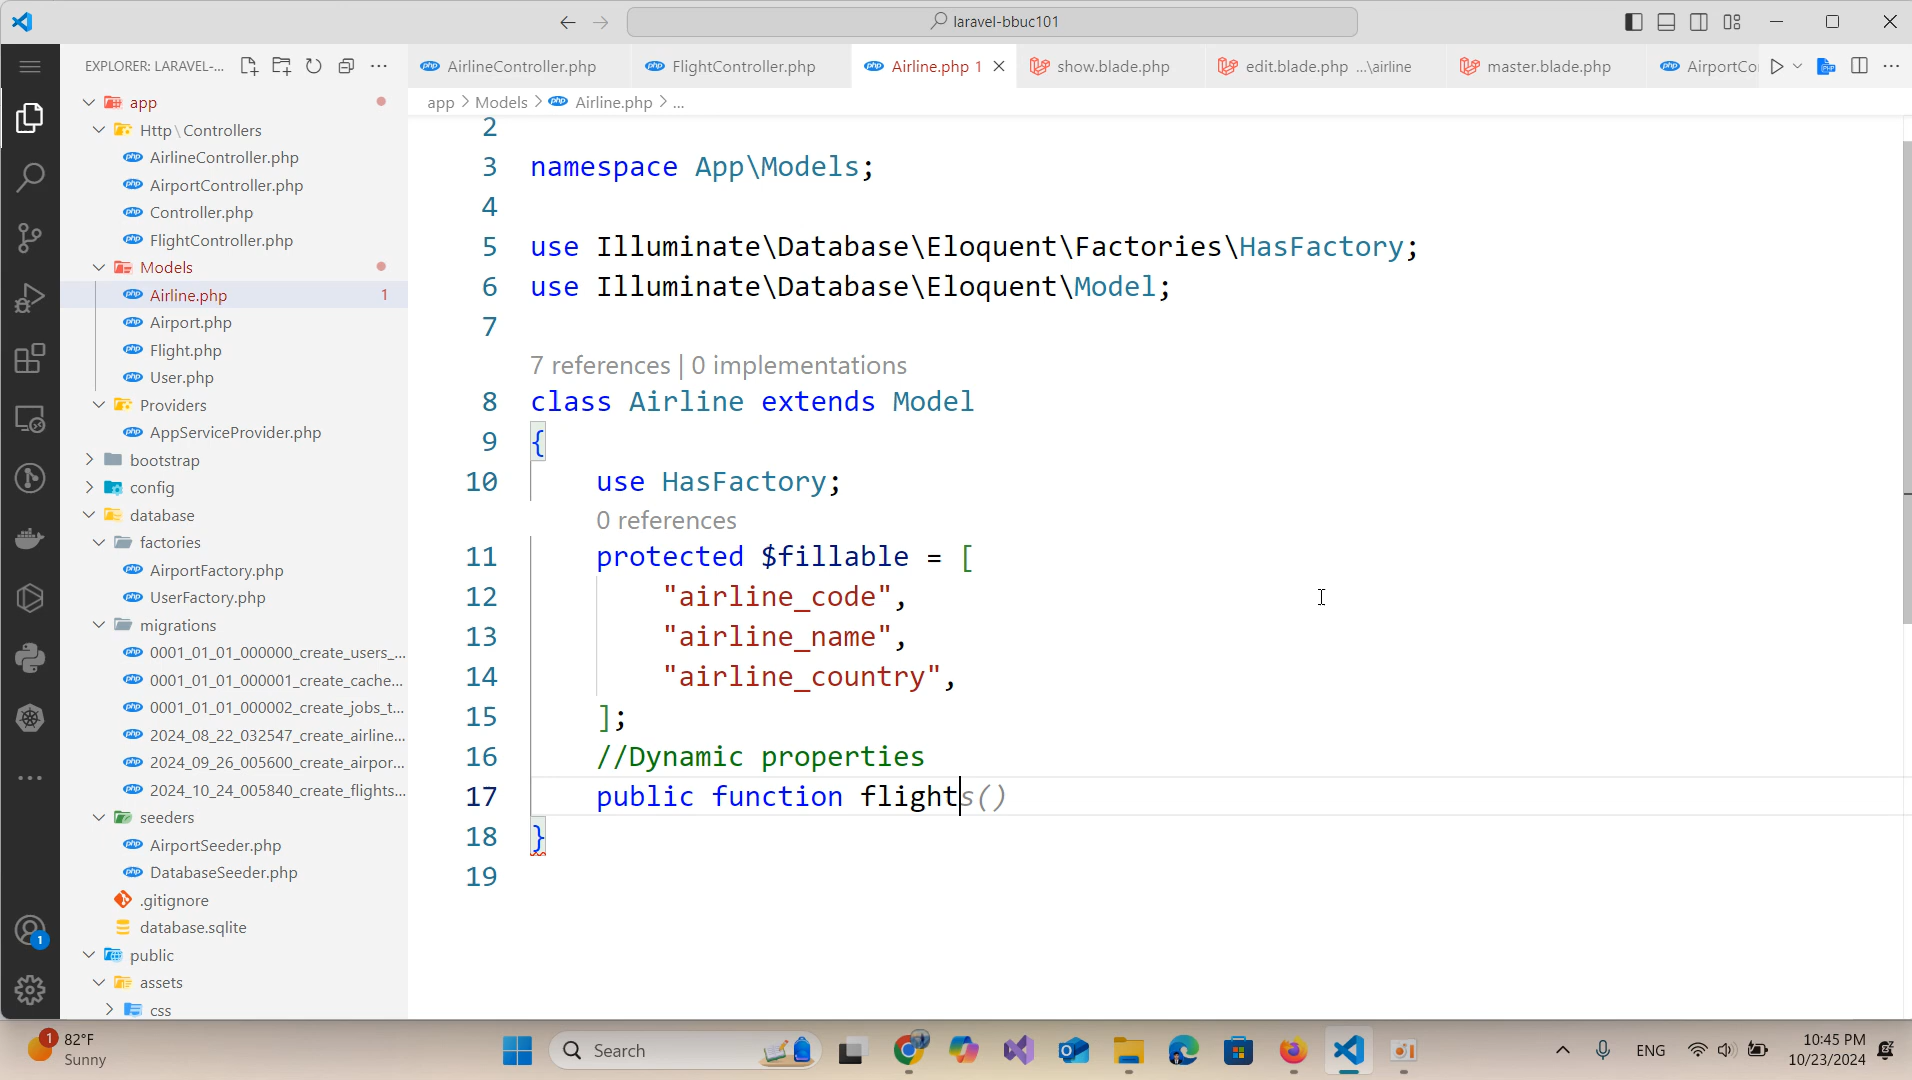 laravel-bbuc101
EXPLORER: LARAVEL-...
app
Http\Controllers
AirlineController.php
AirportController.php
Controller.php
FlightController.php
Models
Airline.php 1
Airport.php
Flight.php
User.php
Providers
AppServiceProvider.php
bootstrap
config
database
factories
AirportFactory.php
UserFactory.php
migrations
0001_01_01_000000_create_users_...
0001_01_01_000001_create_cache...
0001_01_01_000002_create_jobs_t...
2024_08_22_032547_create_airline...
2024_09_26_005600_create_airpor...
2024_10_24_005840_create_flights...
seeders
AirportSeeder.php
DatabaseSeeder.php
.gitignore
database.sqlite
public
assets
css
1
AirlineController.php
FlightController.php
Airline.php 1
show.blade.php
edit.blade.php ...\airline
master.blade.php
AirportCo
app > Models > Airline.php > ...
2
3 namespace App\Models;
4
5 use Illuminate\Database\Eloquent\Factories\HasFactory;
6 use Illuminate\Database\Eloquent\Model;
7
7 references | 0 implementations
8 class Airline extends Model
9 {
10 use HasFactory;
0 references
11 protected $fillable = [
12 "airline_code",
13 "airline_name",
14 "airline_country",
15 ];
16 //Dynamic properties
17 public function flights()
18 }
19
1
82°F
Sunny
Search
ENG
10:45 PM
10/23/2024